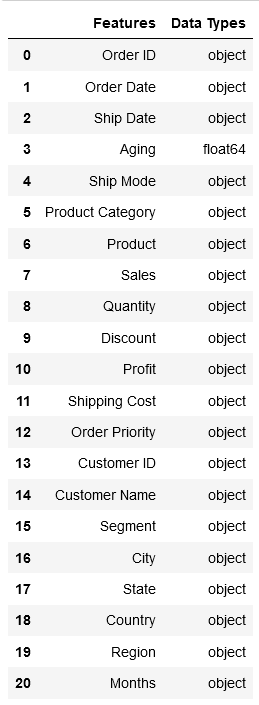 Features Data Types
0 Order ID object
1 Order Date object
2 Ship Date object
3 Aging float64
4 Ship Mode object
5 Product Category object
6 Product object
7 Sales object
8 Quantity object
9 Discount object
10 Profit object
11 Shipping Cost object
12 Order Priority object
13 Customer ID object
14 Customer Name object
15 Segment object
16 City object
17 State object
18 Country object
19 Region object
20 Months object